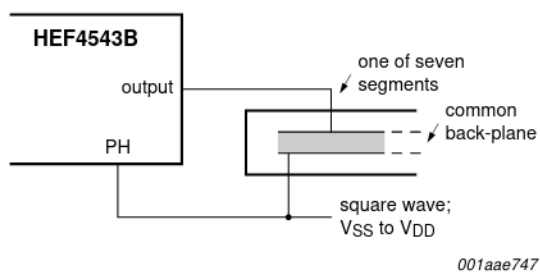 HEF4543B
output
one of seven
segments
common
back-plane
PH
square wave;
VSS to VDD
001aae747